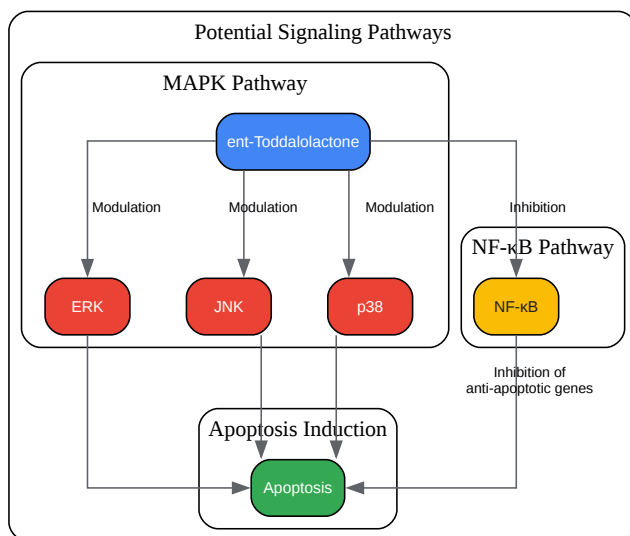 Potential Signaling Pathways
MAPK Pathway
ent-Toddalolactone
Modulation
Modulation
Modulation
Inhibition
NF-κB Pathway
ERK
JNK
p38
NF-κB
Inhibition of
anti-apoptotic genes
Apoptosis Induction
Apoptosis